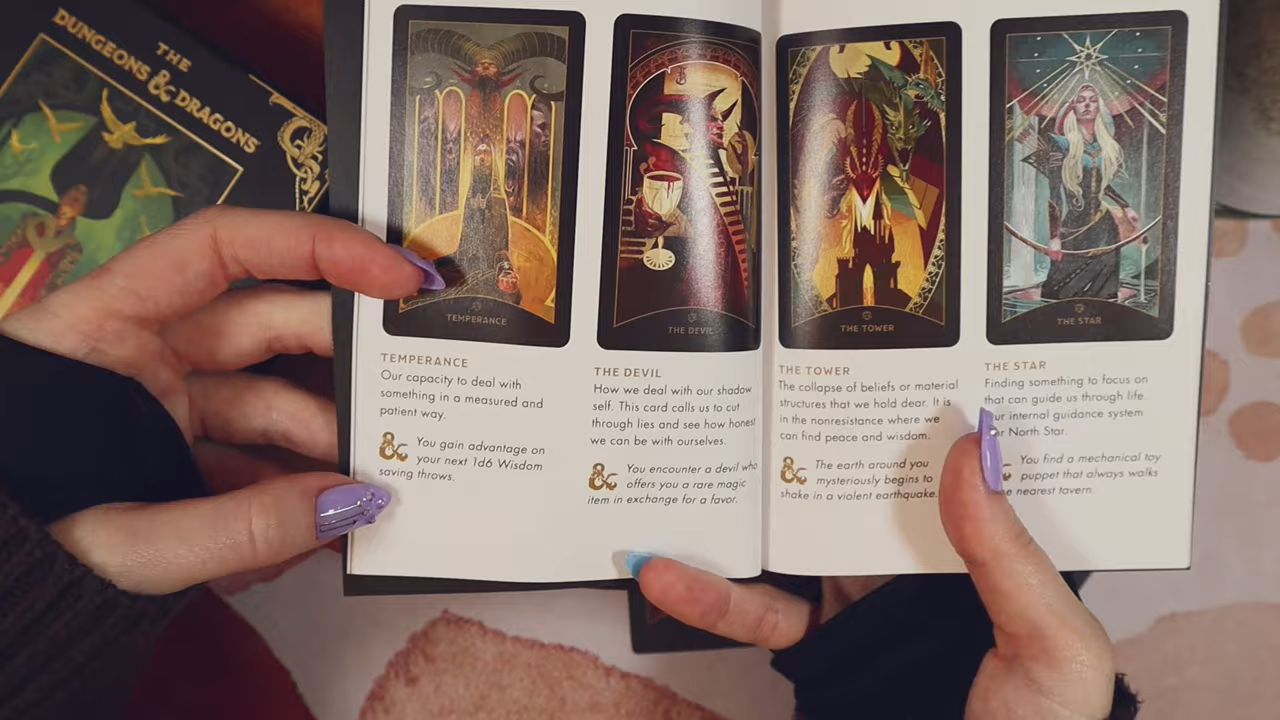 THE
DUNGEONS & DRAGONS
TEMPERANCE
TEMPERANCE
Our capacity to deal with
something in a measured and
patient way.
& You gain advantage on
your next 1d6 Wisdom
saving throws.
THE DEVIL
THE DEVIL
How we deal with our shadow
self. This card calls us to cut
through lies and see how honest
we can be with ourselves.
& You encounter a devil who
offers you a rare magic
item in exchange for a favor.
THE TOWER
THE TOWER
The collapse of beliefs or material
structures that we hold dear. It is
in the nonresistance where we
can find peace and wisdom.
& The earth around you
mysteriously begins to
shake in a violent earthquake.
THE STAR
THE STAR
Finding something to focus on
that can guide us through life.
internal guidance system
North Star.
You find a mechanical toy
puppet that always walks
nearest tavern.